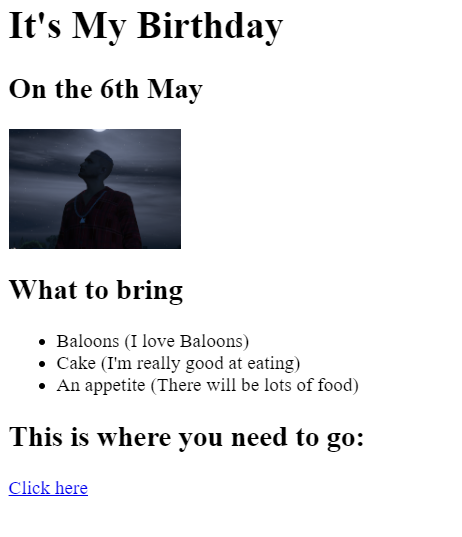 It's My Birthday
On the 6th May
What to bring
Baloons (I love Baloons)
Cake (I'm really good at eating)
An appetite (There will be lots of food)
This is where you need to go:
Click here